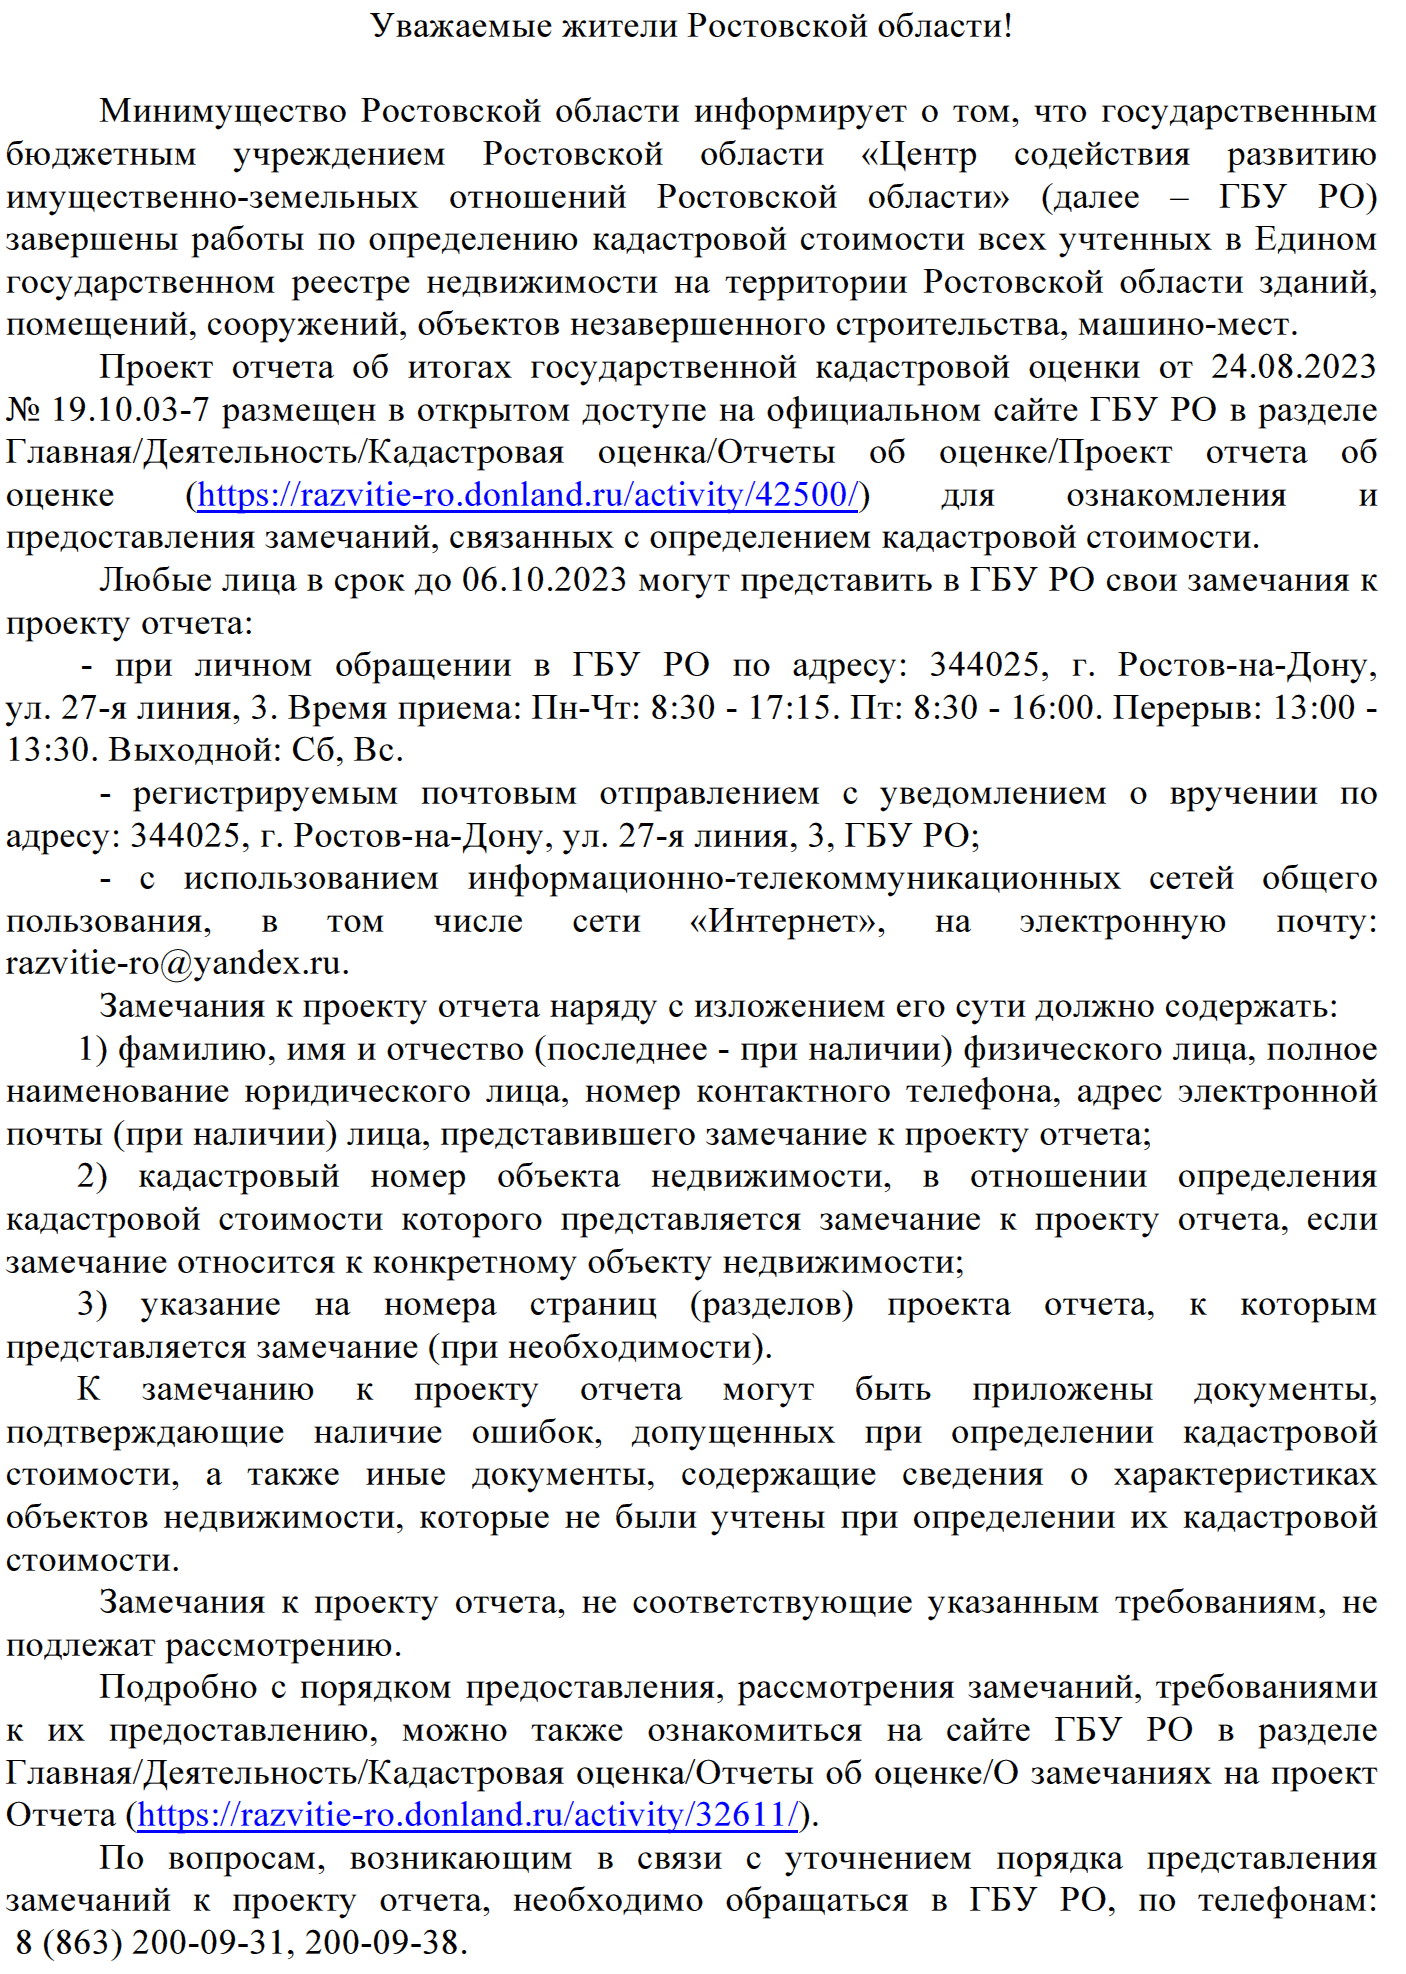 Уважаемые жители Ростовской области!
Минимущество Ростовской области информирует о том, что государственным
бюджетным учреждением Ростовской области «Центр содействия развитию
имущественно-земельных отношений Ростовской области» (далее – ГБУ РО)
завершены работы по определению кадастровой стоимости всех учтенных в Едином
государственном реестре недвижимости на территории Ростовской области зданий,
помещений, сооружений, объектов незавершенного строительства, машино-мест.
Проект отчета об итогах государственной кадастровой оценки от 24.08.2023
№ 19.10.03-7 размещен в открытом доступе на официальном сайте ГБУ РО в разделе
Главная/Деятельность/Кадастровая оценка/Отчеты об оценке/Проект отчета об
оценке (https://razvitie-ro.donland.ru/activity/42500/) для ознакомления и
предоставления замечаний, связанных с определением кадастровой стоимости.
Любые лица в срок до 06.10.2023 могут представить в ГБУ РО свои замечания к
проекту отчета:
- при личном обращении в ГБУ РО по адресу: 344025, г. Ростов-на-Дону,
ул. 27-я линия, 3. Время приема: Пн-Чт: 8:30 - 17:15. Пт: 8:30 - 16:00. Перерыв: 13:00 -
13:30. Выходной: Сб, Вс.
- регистрируемым почтовым отправлением с уведомлением о вручении по
адресу: 344025, г. Ростов-на-Дону, ул. 27-я линия, 3, ГБУ РО;
- с использованием информационно-телекоммуникационных сетей общего
пользования, в том числе сети «Интернет», на электронную почту:
razvitie-ro@yandex.ru.
Замечания к проекту отчета наряду с изложением его сути должно содержать:
1) фамилию, имя и отчество (последнее - при наличии) физического лица, полное
наименование юридического лица, номер контактного телефона, адрес электронной
почты (при наличии) лица, представившего замечание к проекту отчета;
2) кадастровый номер объекта недвижимости, в отношении определения
кадастровой стоимости которого представляется замечание к проекту отчета, если
замечание относится к конкретному объекту недвижимости;
3) указание на номера страниц (разделов) проекта отчета, к которым
представляется замечание (при необходимости).
К замечанию к проекту отчета могут быть приложены документы,
подтверждающие наличие ошибок, допущенных при определении кадастровой
стоимости, а также иные документы, содержащие сведения о характеристиках
объектов недвижимости, которые не были учтены при определении их кадастровой
стоимости.
Замечания к проекту отчета, не соответствующие указанным требованиям, не
подлежат рассмотрению.
Подробно с порядком предоставления, рассмотрения замечаний, требованиями
к их предоставлению, можно также ознакомиться на сайте ГБУ РО в разделе
Главная/Деятельность/Кадастровая оценка/Отчеты об оценке/О замечаниях на проект
Отчета (https://razvitie-ro.donland.ru/activity/32611/).
По вопросам, возникающим в связи с уточнением порядка представления
замечаний к проекту отчета, необходимо обращаться в ГБУ РО, по телефонам:
8 (863) 200-09-31, 200-09-38.